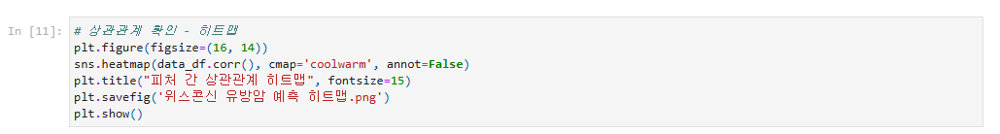 In [11]:
# 상관관계 확인 - 히트맵
plt.figure(figsize=(16, 14))
sns.heatmap(data_df.corr(), cmap='coolwarm', annot=False)
plt.title("피처 간 상관관계 히트맵", fontsize=15)
plt.savefig('위스콘신 유방암 예측 히트맵.png')
plt.show()